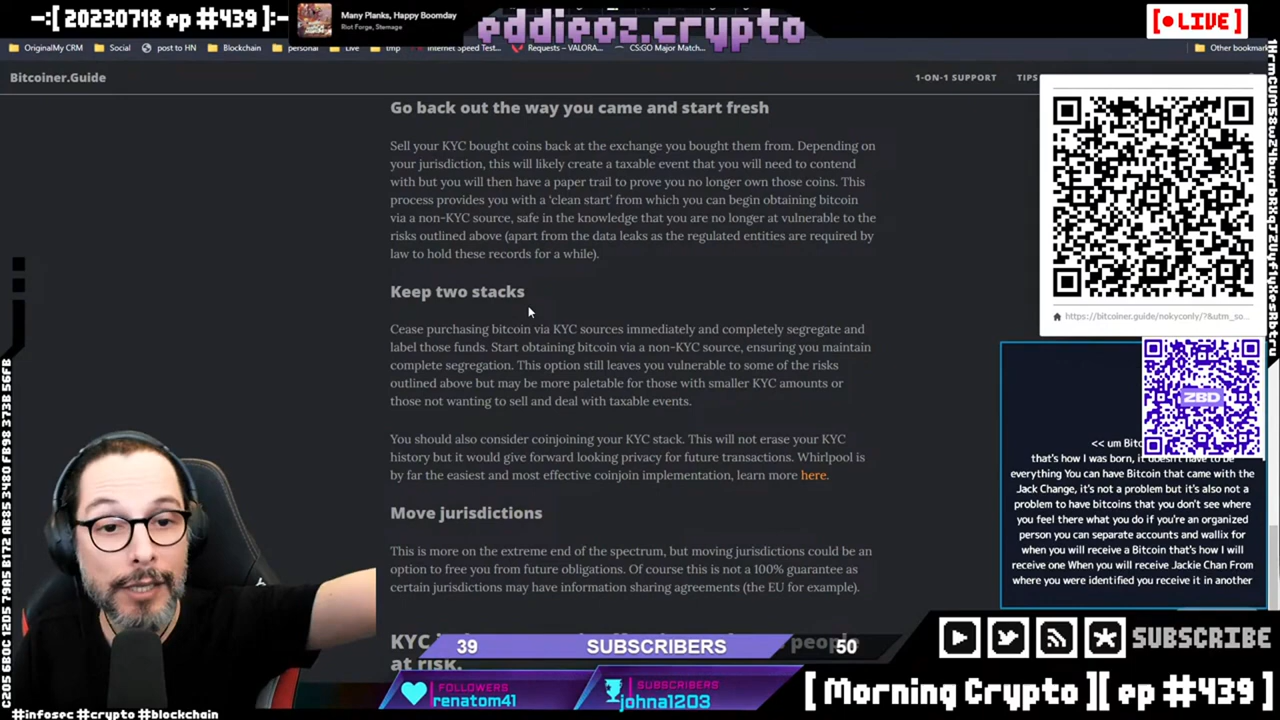 -:[ 20230718 ep #439 ]:-
Many Planks, Happy Boomday
Riot Forge, Stemage
eddieoz.crypto
[● LIVE ]
OriginalMy CRM
Social
post to HN
Blockchain
personal
Live
tmp
Internet Speed Test...
Requests – VALORA...
CS:GO Major Match...
Other bookmark
Bitcoiner.Guide
1-ON-1 SUPPORT
TIPS
Go back out the way you came and start fresh
Sell your KYC bought coins back at the exchange you bought them from. Depending on
your jurisdiction, this will likely create a taxable event that you will need to contend
with but you will then have a paper trail to prove you no longer own those coins. This
process provides you with a ‘clean start’ from which you can begin obtaining bitcoin
via a non-KYC source, safe in the knowledge that you are no longer at vulnerable to the
risks outlined above (apart from the data leaks as the regulated entities are required by
law to hold these records for a while).
Keep two stacks
Cease purchasing bitcoin via KYC sources immediately and completely segregate and
label those funds. Start obtaining bitcoin via a non-KYC source, ensuring you maintain
complete segregation. This option still leaves you vulnerable to some of the risks
outlined above but may be more paletable for those with smaller KYC amounts or
those not wanting to sell and deal with taxable events.
You should also consider coinjoining your KYC stack. This will not erase your KYC
history but it would give forward looking privacy for future transactions. Whirlpool is
by far the easiest and most effective coinjoin implementation, learn more here.
Move jurisdictions
This is more on the extreme end of the spectrum, but moving jurisdictions could be an
option to free you from future obligations. Of course this is not a 100% guarantee as
certain jurisdictions may have information sharing agreements (the EU for example).
KYC
people
at risk.
https://bitcoiner.guide/nokyconly/?&utm_so...
ZBD
<< um Bitc
that's how I was born, it doesn't have to be
everything You can have Bitcoin that came with the
Jack Change, it's not a problem but it's also not a
problem to have bitcoins that you don't see where
you feel there what you do if you're an organized
person you can separate accounts and wallix for
when you will receive a Bitcoin that's how I will
receive one When you will receive Jackie Chan From
where you were identified you receive it in another
39
SUBSCRIBERS
50
FOLLOWERS
renatom41
SUBSCRIBERS
johna1203
SUBSCRIBE
[ Morning Crypto ][ ep #439 ]
#infosec #crypto #blockchain